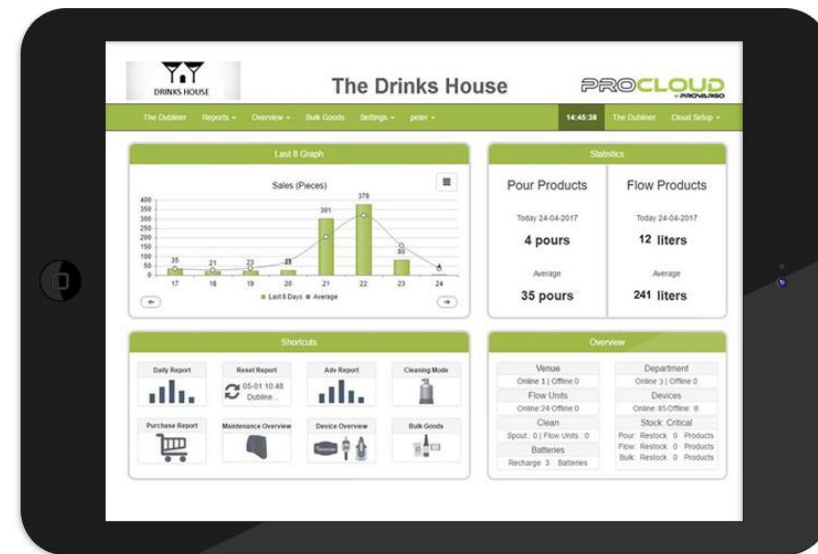 DRINKS HOUSE
The Drinks House
PROCLOUD
BY PROVARGO
The Dubliner Reports Overview Bulk Goods Settings peter 14:45:38 The Dubliner Cloud Setup
Last 8 Graph
Sales (Pieces)
400
350
300
250
200
150
100
50
0
35 21 23 301 378 80
17 18 19 20 21 22 23 24
Last 8 Days Average
Statistics
Pour Products
Today 24-04-2017
4 pours
Average
35 pours
Flow Products
Today 24-04-2017
12 liters
Average
241 liters
Shortcuts
Daily Report
Reset Report
05-01 10:48
Dubline...
Adv Report
Cleaning Mode
Purchase Report
Maintenance Overview
Device Overview
Bulk Goods
Overview
Venue
Online 1 | Offline:0
Flow Units
Online:24 Offline:0
Clean
Spout : 0 | Flow Units : 0
Batteries
Recharge 3 Batteries
Department
Online 3 | Offline:0
Devices
Online: 85 Offline: 0
Stock: Critical
Pour: Restock 0 Products
Flow: Restock 0 Products
Bulk: Restock 0 Products